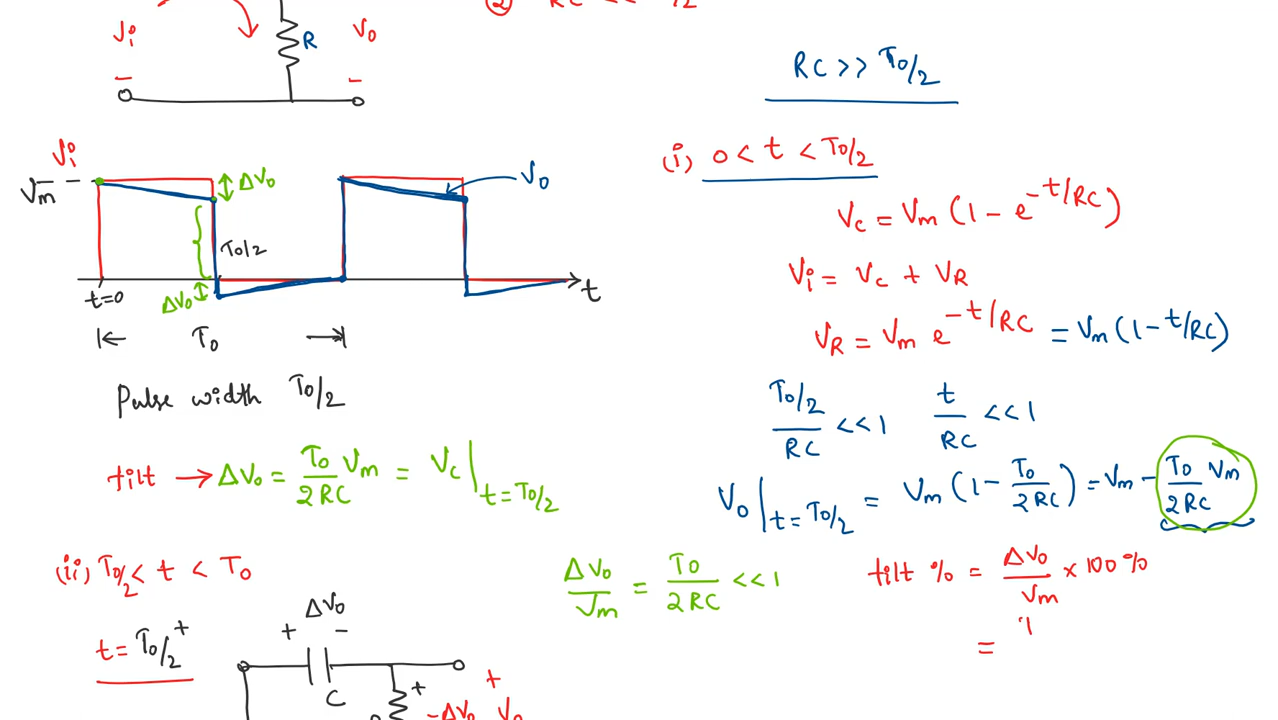 Vi
R
Vo
RC >> T0/2
Vi
Vm
ΔV0
V0
T0/2
ΔV0
t=0
t
T0
Pulse width T0/2
tilt → ΔV0 = T0/2RC Vm = Vc | t = T0/2
(i) 0 < t < T0/2
Vc = Vm (1 - e^-t/RC)
Vi = Vc + VR
VR = Vm e^-t/RC = Vm (1 - t/RC)
T0/2 / RC << 1 t / RC << 1
V0 | t = T0/2 = Vm (1 - T0/2RC) = Vm - T0/2RC Vm
(ii) T0/2 < t < T0
ΔV0 / Vm = T0 / 2RC << 1
tilt % = ΔV0 / Vm × 100 %
=
t = T0/2 +
+ ΔV0 -
C
+
+
-ΔV0 V0